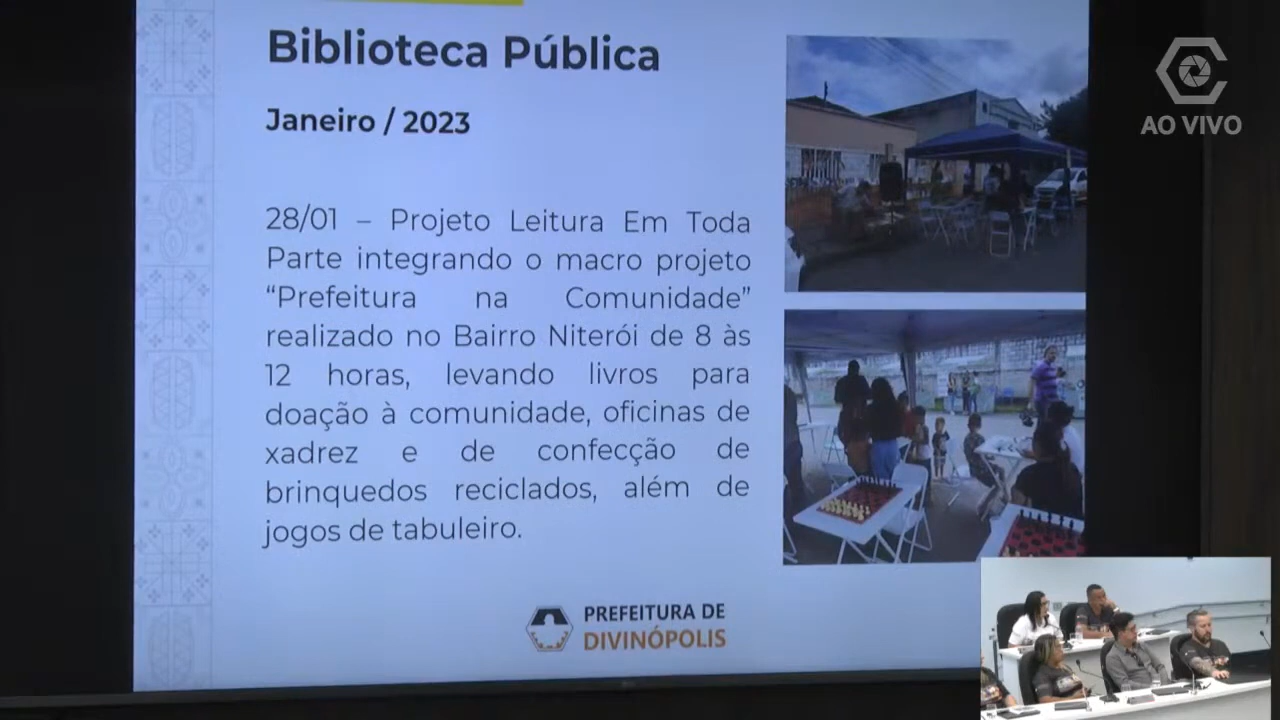 Biblioteca Pública
Janeiro / 2023
28/01 – Projeto Leitura Em Toda
Parte integrando o macro projeto
“Prefeitura na Comunidade”
realizado no Bairro Niterói de 8 às
12 horas, levando livros para
doação à comunidade, oficinas de
xadrez e de confecção de
brinquedos reciclados, além de
jogos de tabuleiro.
PREFEITURA DE
DIVINÓPOLIS
AO VIVO